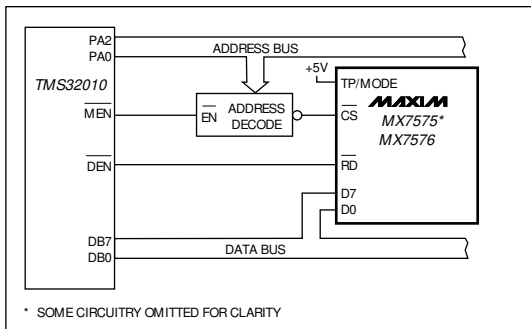 PA2
PA0
ADDRESS BUS
+5V
TMS32010
TP/MODE
MAXIM
MX7575*
MX7576
MEN
EN
ADDRESS
DECODE
CS
DEN
RD
D7
D0
DB7
DB0
DATA BUS
* SOME CIRCUITRY OMITTED FOR CLARITY